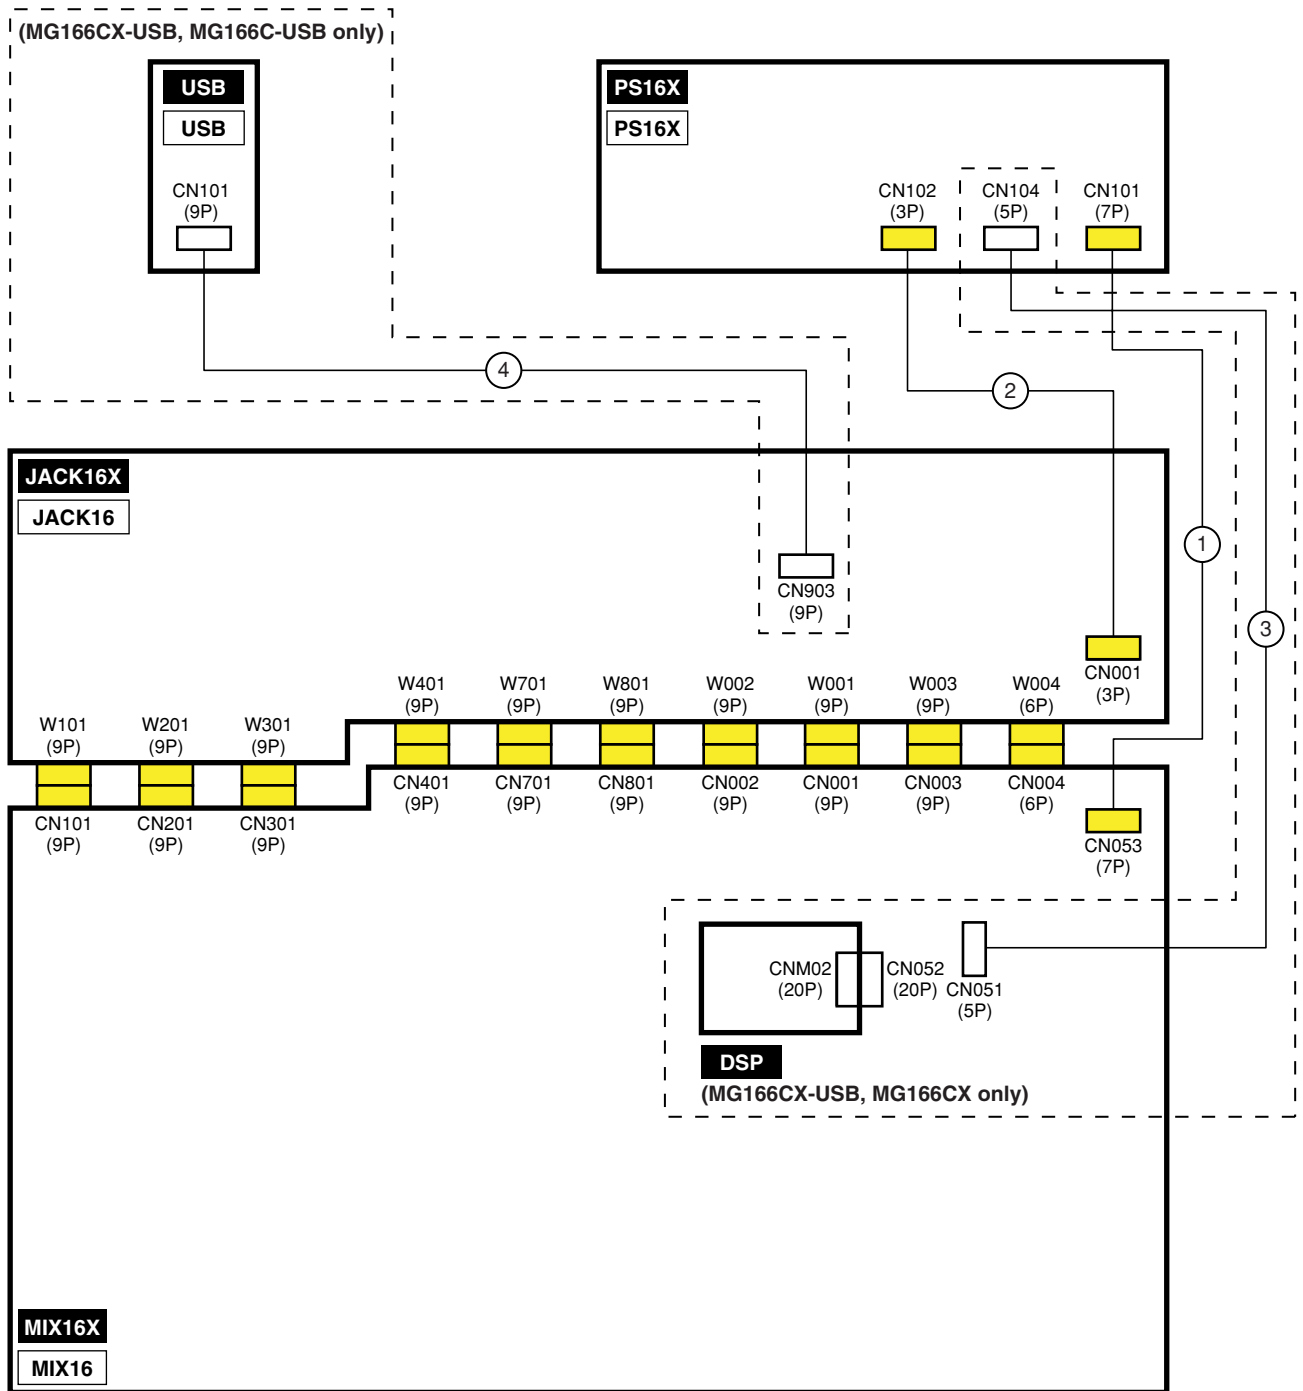 (MG166CX-USB, MG166C-USB only)
USB
USB
CN101
(9P)
PS16X
PS16X
CN102
(3P)
CN104
(5P)
CN101
(7P)
4
2
1
3
JACK16X
JACK16
CN903
(9P)
CN001
(3P)
W101
(9P)
W201
(9P)
W301
(9P)
W401
(9P)
W701
(9P)
W801
(9P)
W002
(9P)
W001
(9P)
W003
(9P)
W004
(6P)
CN101
(9P)
CN201
(9P)
CN301
(9P)
CN401
(9P)
CN701
(9P)
CN801
(9P)
CN002
(9P)
CN001
(9P)
CN003
(9P)
CN004
(6P)
CN053
(7P)
CNM02
(20P)
CN052
(20P)
CN051
(5P)
DSP
(MG166CX-USB, MG166CX only)
MIX16X
MIX16